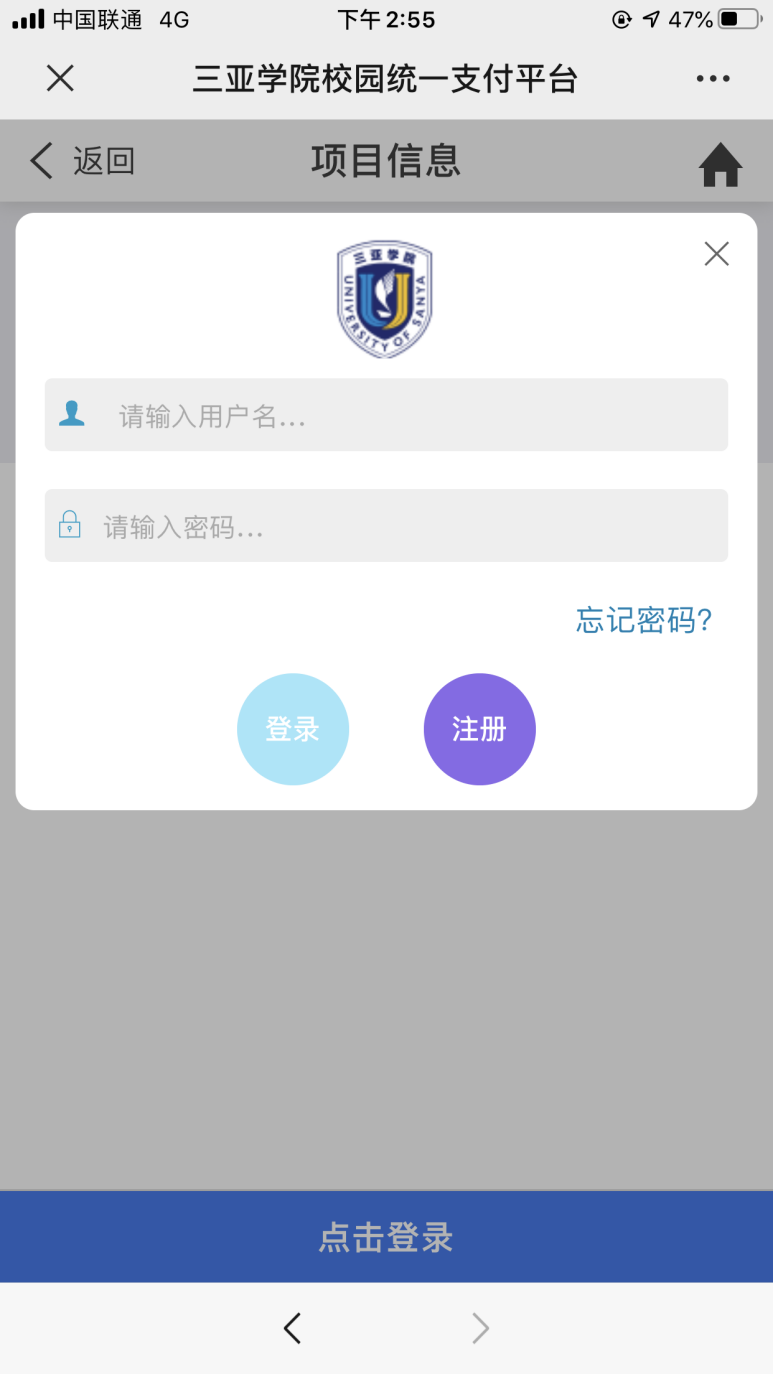 中国联通 4G 下午 2:55 47%
三亚学院校园统一支付平台
返回 项目信息
三亚学院
UNIVERSITY OF SANYA
请输入用户名...
请输入密码...
忘记密码?
登录 注册
点击登录